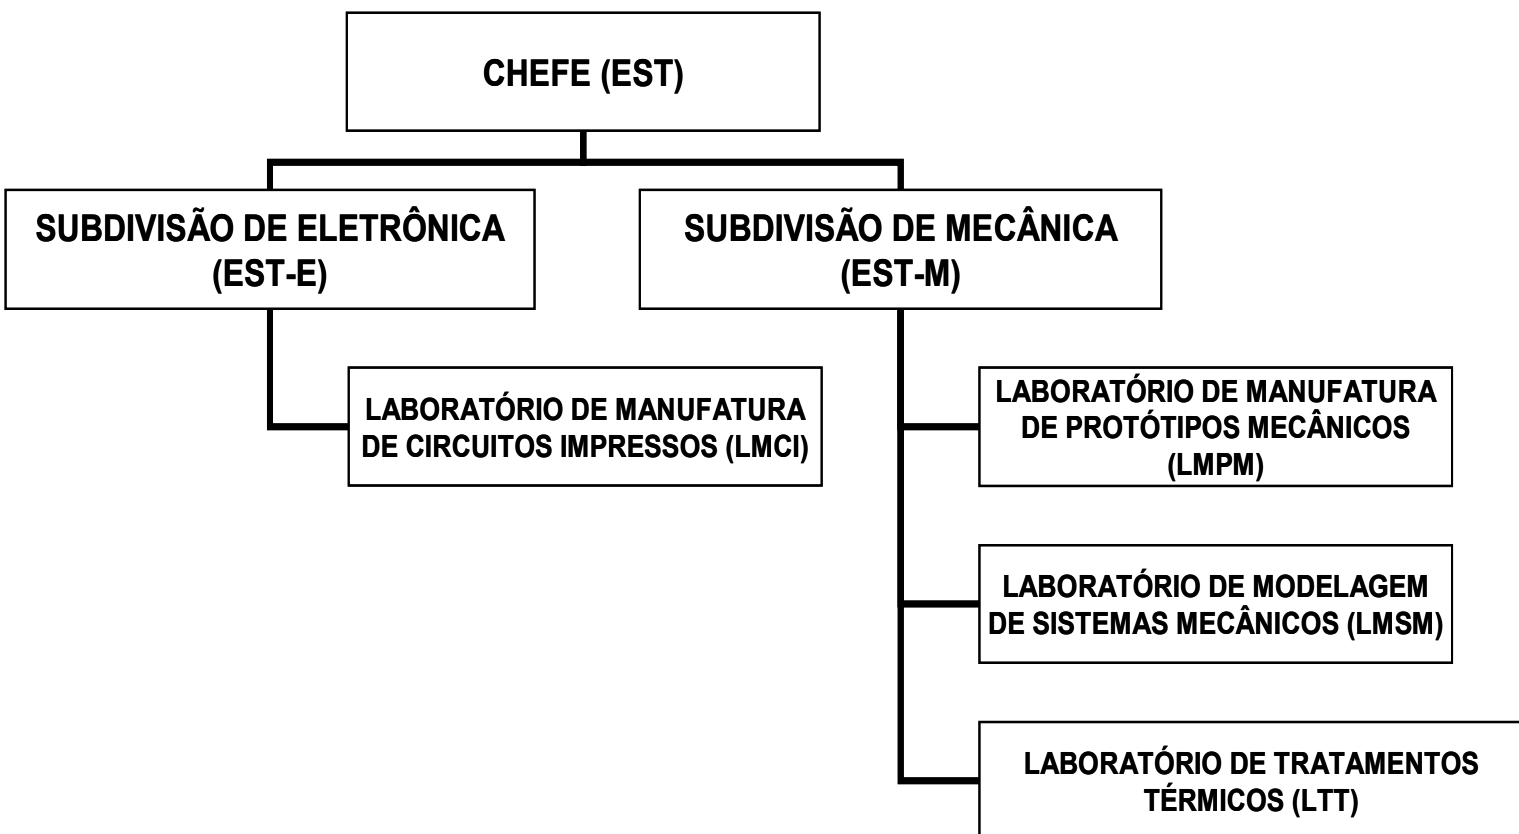 CHEFE (EST)
SUBDIVISÃO DE ELETRÔNICA
(EST-E)
SUBDIVISÃO DE MECÂNICA
(EST-M)
LABORATÓRIO DE MANUFATURA
DE CIRCUITOS IMPRESSOS (LMCI)
LABORATÓRIO DE MANUFATURA
DE PROTÓTIPOS MECÂNICOS
(LMPM)
LABORATÓRIO DE MODELAGEM
DE SISTEMAS MECÂNICOS (LMSM)
LABORATÓRIO DE TRATAMENTOS
TÉRMICOS (LTT)